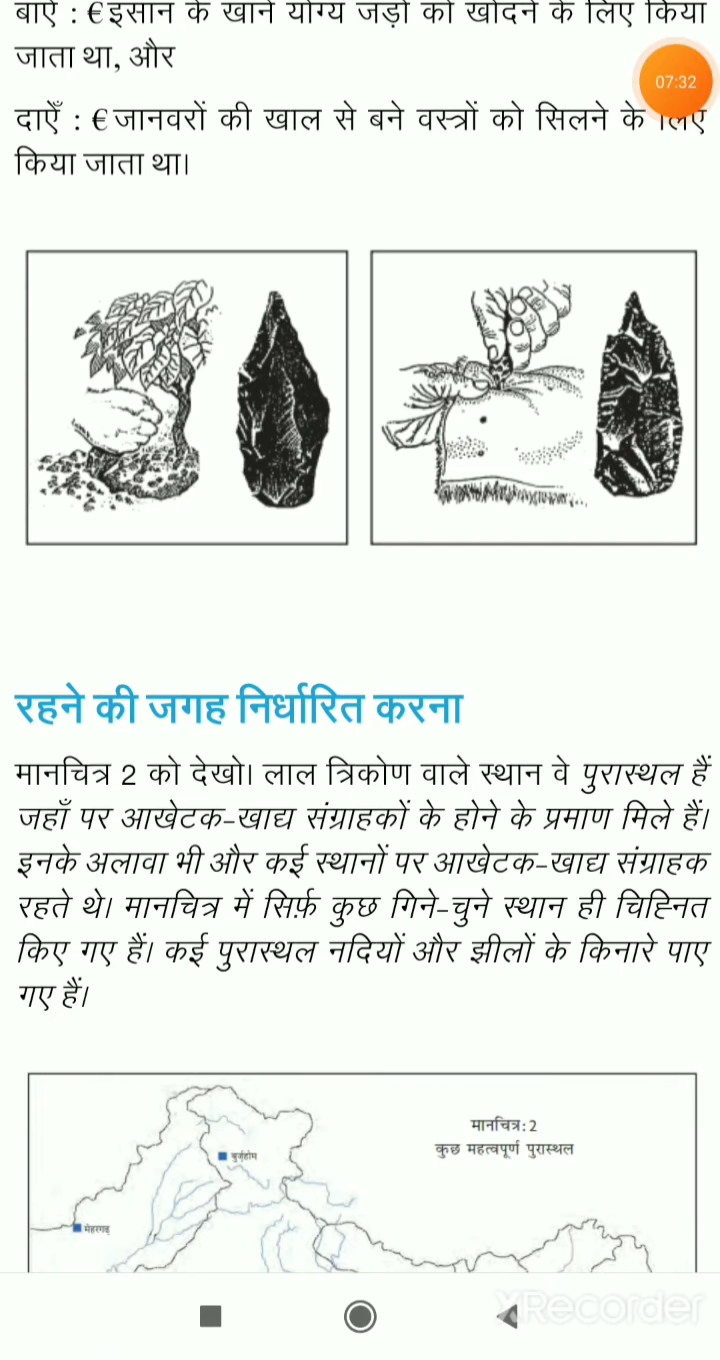 बाएँ : €इंसान के खाने योग्य जड़ों को खोदने के लिए किया
जाता था, और
07:32
दाएँ : €जानवरों की खाल से बने वस्त्रों को सिलने के लिए
किया जाता था।
रहने की जगह निर्धारित करना
मानचित्र 2 को देखो। लाल त्रिकोण वाले स्थान वे पुरास्थल हैं
जहाँ पर आखेटक-खाद्य संग्राहकों के होने के प्रमाण मिले हैं।
इनके अलावा भी और कई स्थानों पर आखेटक-खाद्य संग्राहक
रहते थे। मानचित्र में सिर्फ़ कुछ गिने-चुने स्थान ही चिह्नित
किए गए हैं। कई पुरास्थल नदियों और झीलों के किनारे पाए
गए हैं।
मानचित्र: 2
कुछ महत्वपूर्ण पुरास्थल
बुर्ज़होम
मेहरगढ़
XRecorder